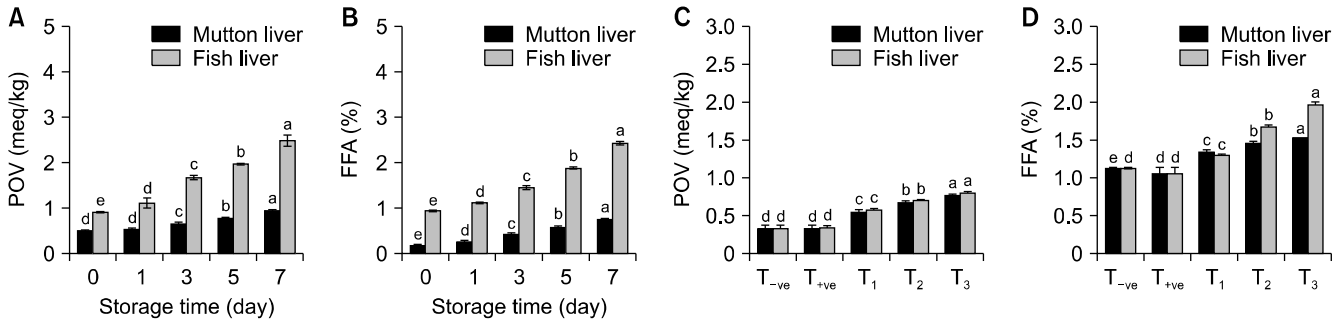 A
Mutton liver
Fish liver
POV (meq/kg)
5
4
3
2
1
0
d e d d c c b b a a
0 1 3 5 7
Storage time (day)
B
Mutton liver
Fish liver
FFA (%)
5
4
3
2
1
0
e e d d c c b b a a
0 1 3 5 7
Storage time (day)
C
Mutton liver
Fish liver
POV (meq/kg)
3.0
2.5
2.0
1.5
1.0
0.5
0
d d d d c c b b a a
T−ve T+ve T1 T2 T3
D
Mutton liver
Fish liver
FFA (%)
3.0
2.5
2.0
1.5
1.0
0.5
0
e d d d c c b b a a
T−ve T+ve T1 T2 T3